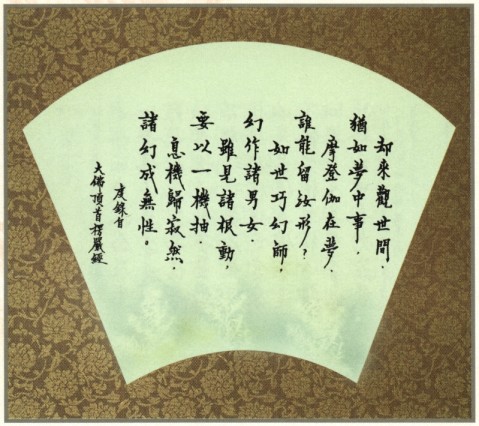 却來觀世間．
猶如夢中事，
摩登伽在夢．
誰能留汝形？
如世巧幻師，
幻作諸男女．
雖見諸根動，
要以一機抽．
息機歸寂然，
諸幻成無性。
度錄自
大佛頂首楞嚴經